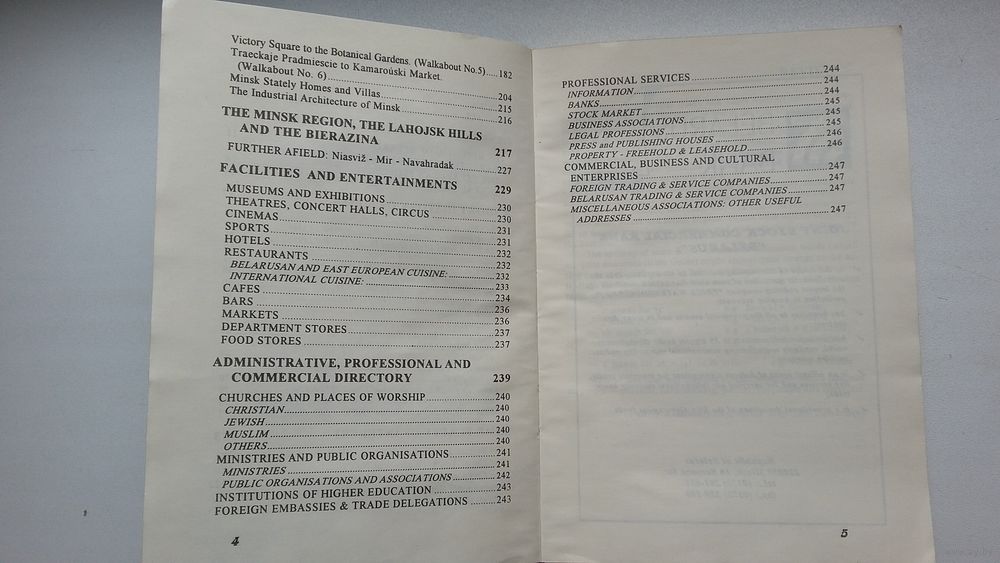 Victory Square to the Botanical Gardens. (Walkabout No.5).....182
Traeckaje Pradmiescie to Kamaroŭski Market.
(Walkabout No. 6)..........204
Minsk Stately Homes and Villas..........215
The Industrial Architecture of Minsk..........216
THE MINSK REGION, THE LAHOJSK HILLS
AND THE BIERAZINA 217
FURTHER AFIELD: Niasviž - Mir - Navahradak..........227
FACILITIES AND ENTERTAINMENTS 229
MUSEUMS AND EXHIBITIONS..........230
THEATRES, CONCERT HALLS, CIRCUS..........230
CINEMAS..........231
SPORTS..........231
HOTELS..........232
RESTAURANTS..........232
BELARUSAN AND EAST EUROPEAN CUISINE:..........232
INTERNATIONAL CUISINE:..........233
CAFES..........234
BARS..........236
MARKETS..........236
DEPARTMENT STORES..........237
FOOD STORES..........237
ADMINISTRATIVE, PROFESSIONAL AND
COMMERCIAL DIRECTORY 239
CHURCHES AND PLACES OF WORSHIP..........240
CHRISTIAN..........240
JEWISH..........240
MUSLIM..........240
OTHERS..........240
MINISTRIES AND PUBLIC ORGANISATIONS..........241
MINISTRIES..........241
PUBLIC ORGANISATIONS AND ASSOCIATIONS..........242
INSTITUTIONS OF HIGHER EDUCATION..........243
FOREIGN EMBASSIES & TRADE DELEGATIONS..........243
4
PROFESSIONAL SERVICES..........244
INFORMATION..........244
BANKS..........244
STOCK MARKET..........245
BUSINESS ASSOCIATIONS..........245
LEGAL PROFESSIONS..........245
PRESS and PUBLISHING HOUSES..........246
PROPERTY - FREEHOLD & LEASEHOLD..........246
COMMERCIAL, BUSINESS AND CULTURAL
ENTERPRISES..........247
FOREIGN TRADING & SERVICE COMPANIES..........247
BELARUSAN TRADING & SERVICE COMPANIES..........247
MISCELLANEOUS ASSOCIATIONS: OTHER USEFUL
ADDRESSES..........247
5
www.ay.by